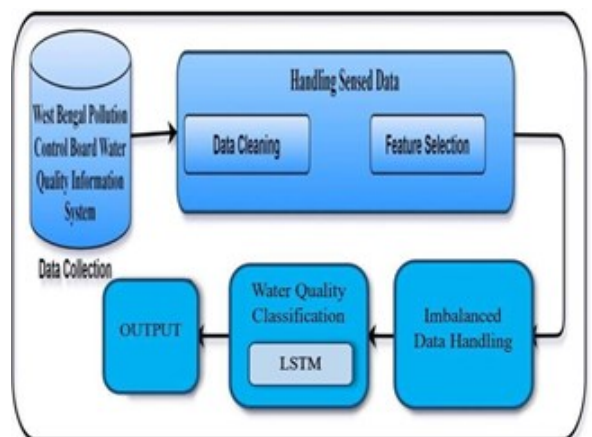 West Bengal Pollution
Control Board Water
Quality Information
System
Data Collection
Handling Sensed Data
Data Cleaning
Feature Selection
Imbalanced
Data Handling
Water Quality
Classification
LSTM
OUTPUT